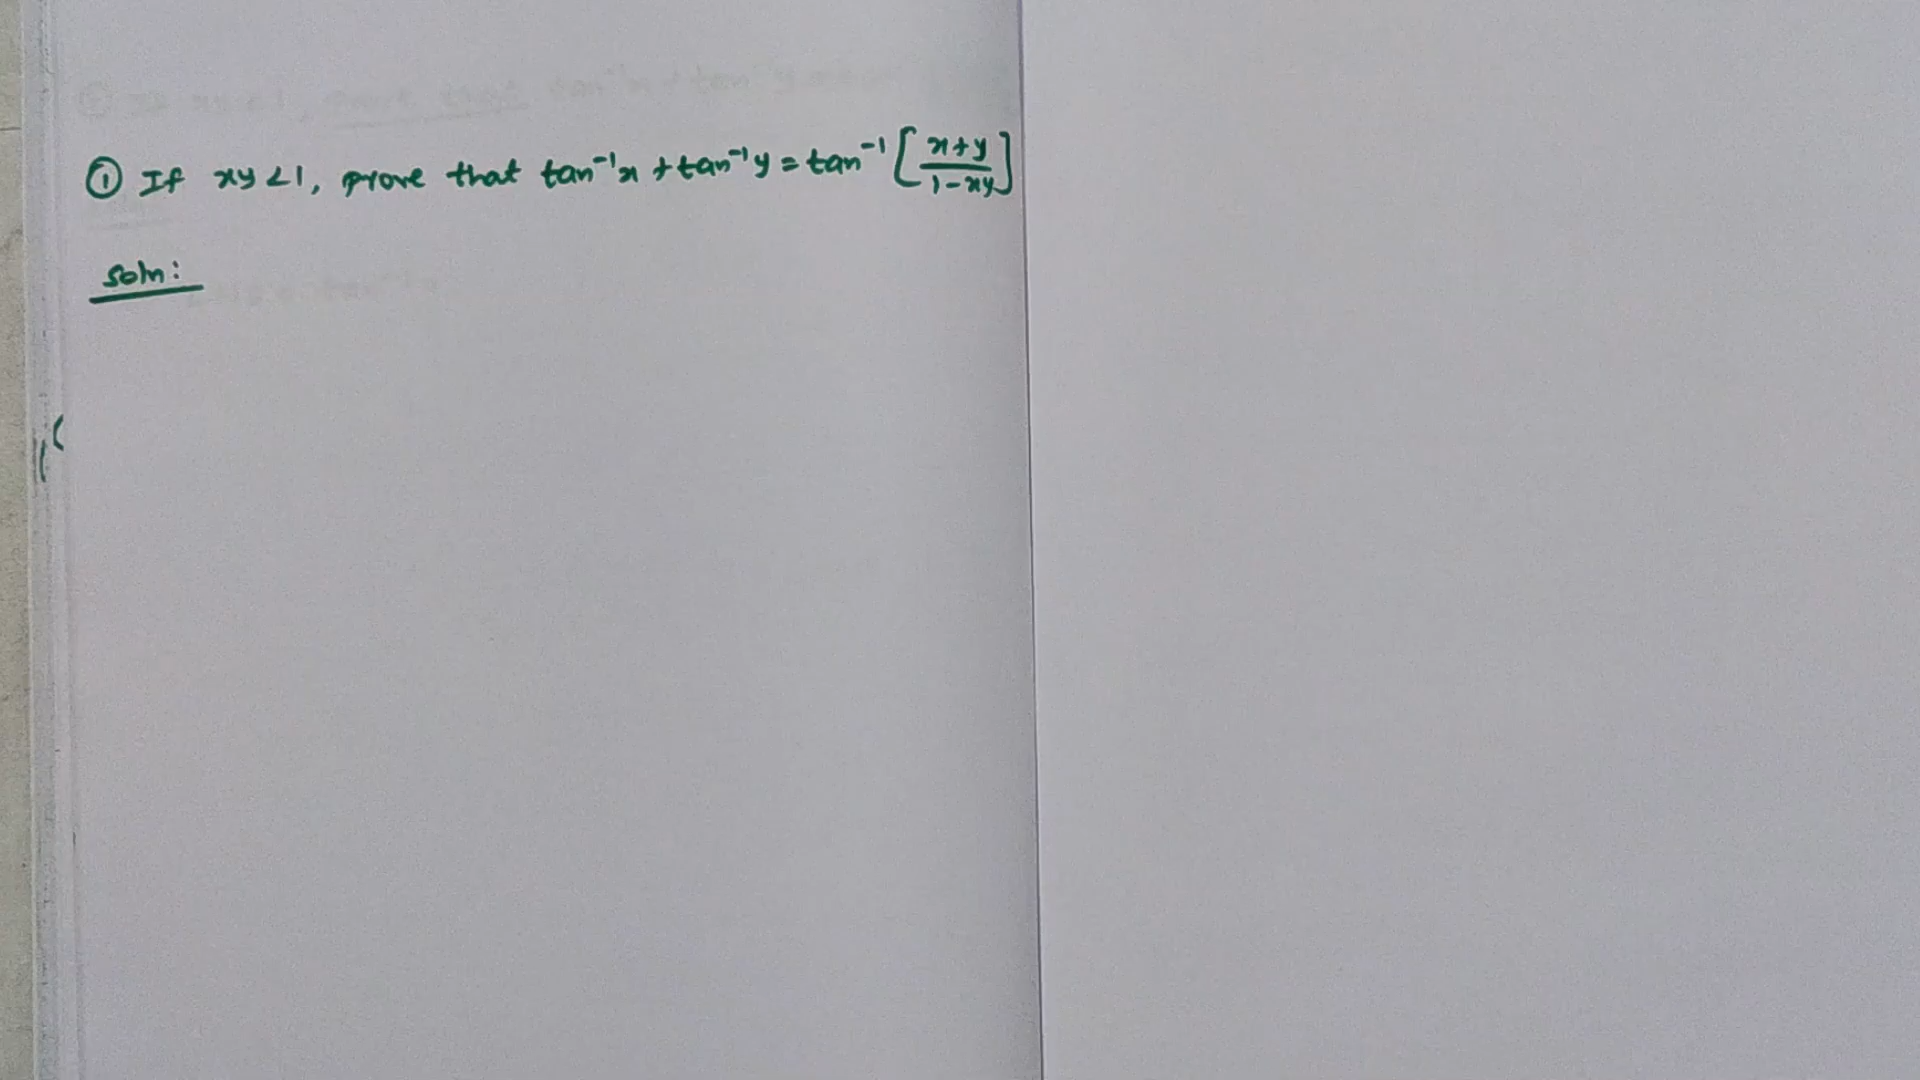 ① If xy<1, prove that tan⁻¹x + tan⁻¹y = tan⁻¹ [x+y / 1-xy]
Soln: